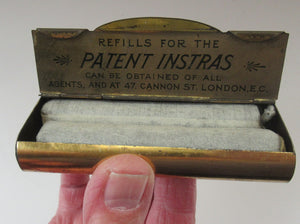 REFILLS FOR THE
PATENT INSTRAS
CAN BE OBTAINED OF ALL
AGENTS, AND AT 47, CANNON ST. LONDON, E.C.